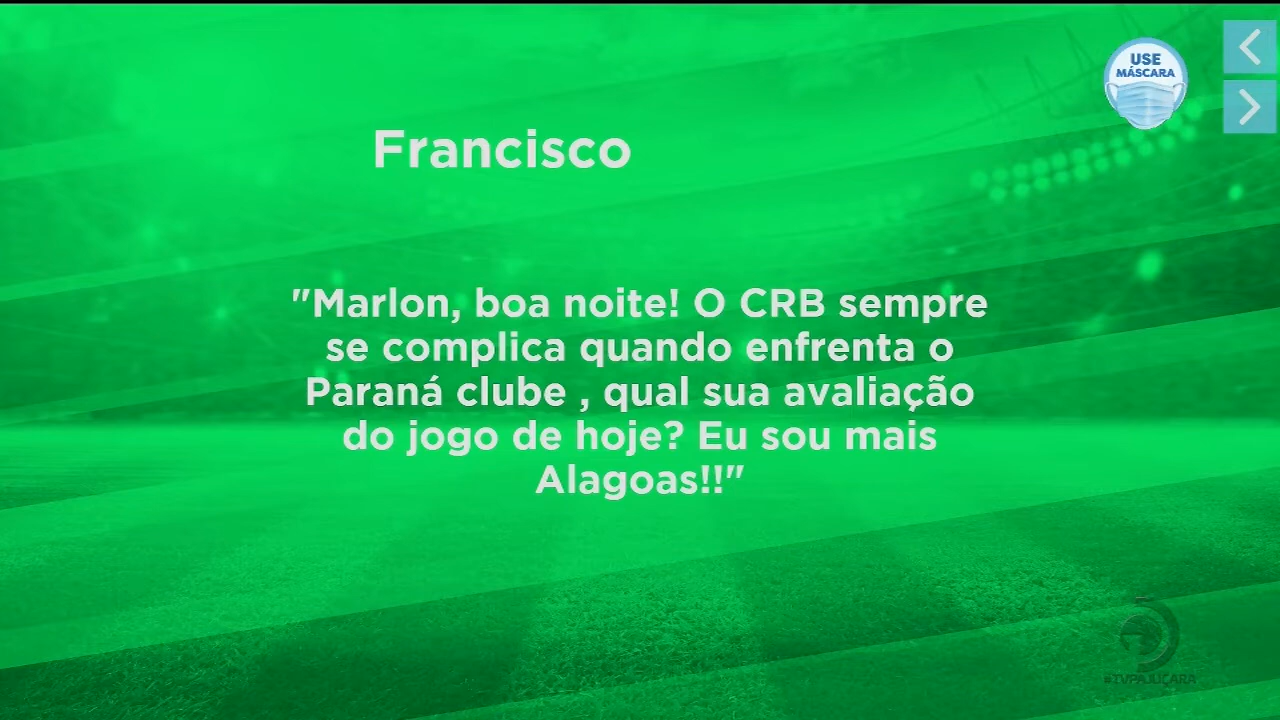 USE
MÁSCARA
Francisco
"Marlon, boa noite! O CRB sempre
se complica quando enfrenta o
Paraná clube , qual sua avaliação
do jogo de hoje? Eu sou mais
Alagoas!!"
#TVPAJUÇARA